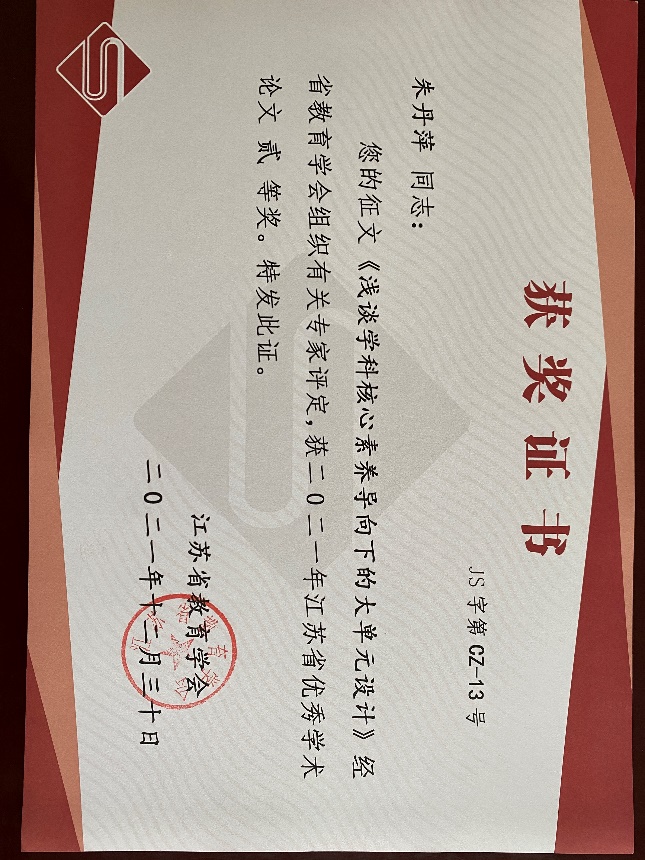 获奖证书
JS字第CZ-13号
朱丹萍 同志：
您的征文《浅谈学科核心素养导向下的大单元设计》经
省教育学会组织有关专家评定，获二0二一年江苏省优秀学术
论文 贰 等奖。特发此证。
江苏省教育学会
二0二一年十二月三十日